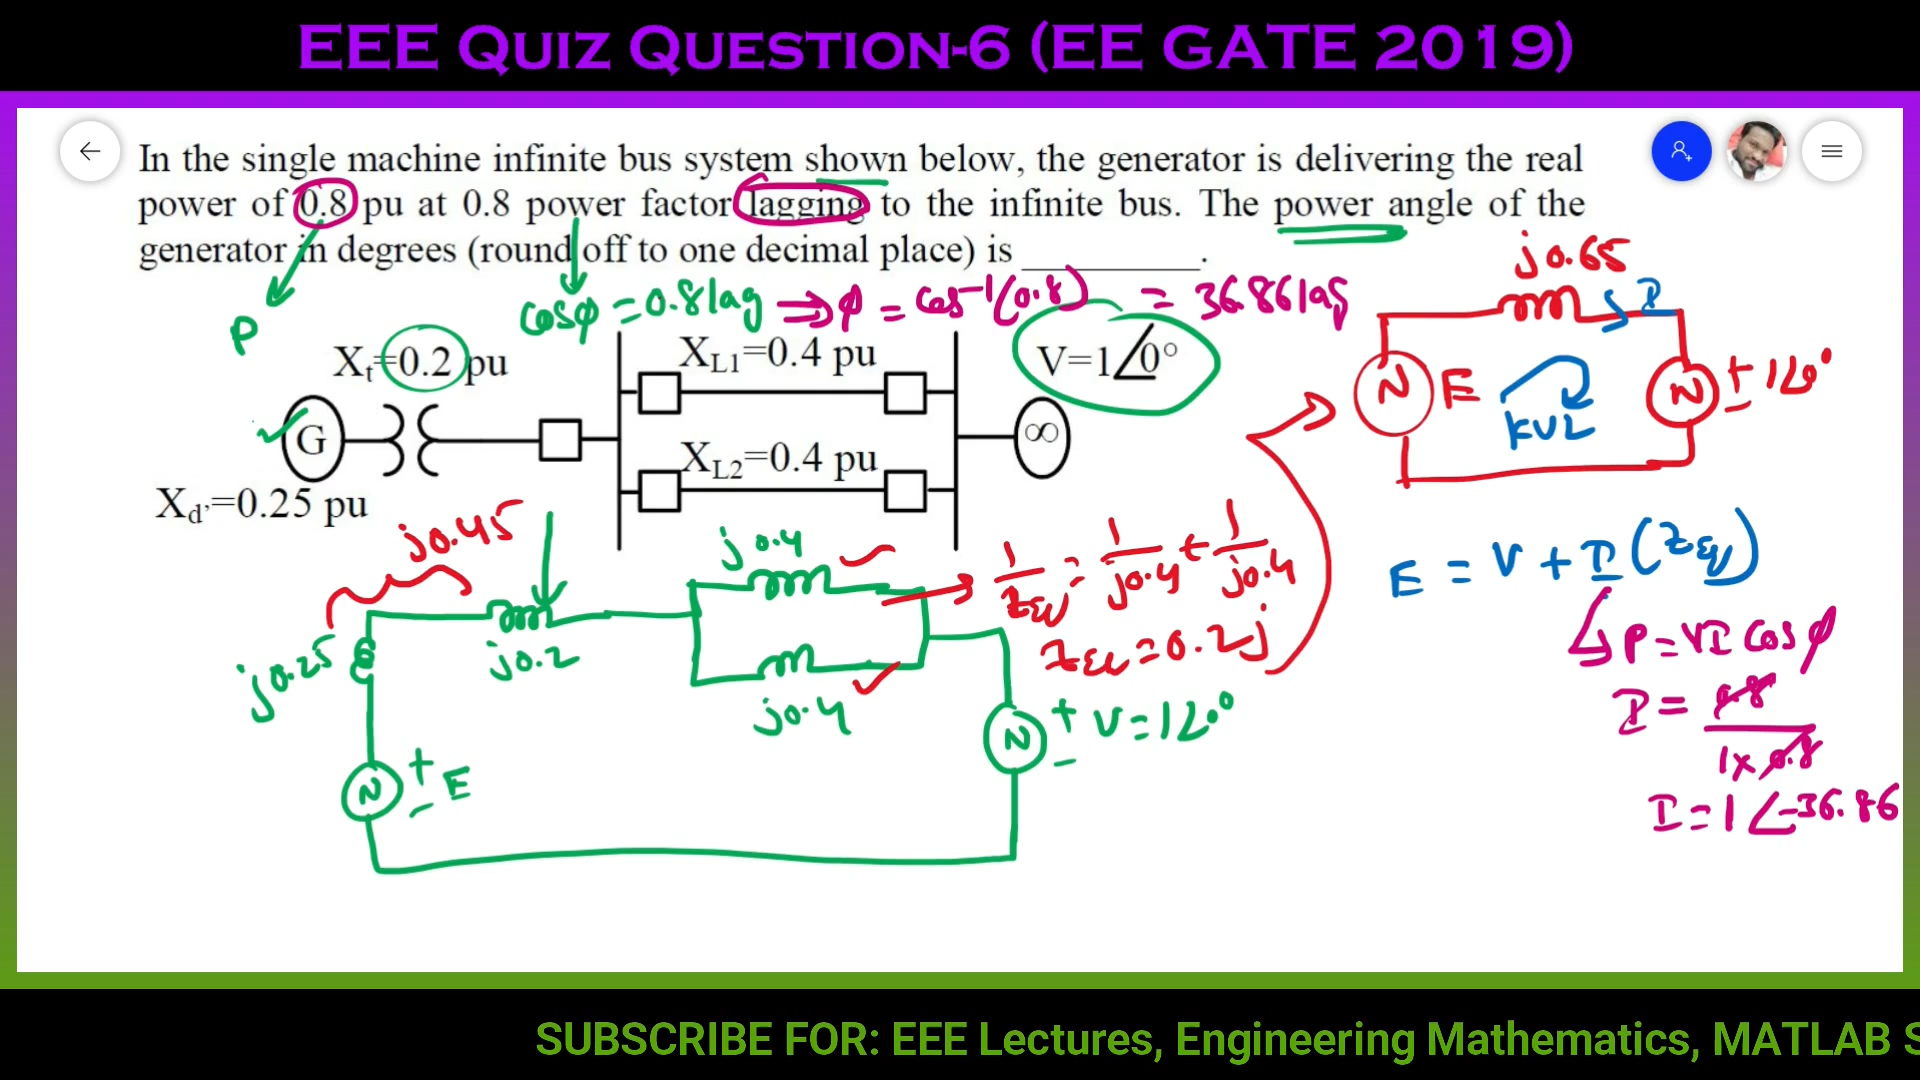 EEE QUIZ QUESTION-6 (EE GATE 2019)
In the single machine infinite bus system shown below, the generator is delivering the real
power of 0.8 pu at 0.8 power factor lagging to the infinite bus. The power angle of the
generator in degrees (round off to one decimal place) is __________.
P
cosφ = 0.8 lag ⇒ φ = cos⁻¹(0.8) = 36.86 lag
j0.65
I
Xt=0.2 pu
XL1=0.4 pu
V=1∠0°
N E
KVL
N + - 1∠0°
G
∞
XL2=0.4 pu
Xd'=0.25 pu
j0.45
j0.4
1/Zeq = 1/j0.4 + 1/j0.4
E = V + I (Zeq)
j0.25
j0.2
Zeq = 0.2j
P = VI cosφ
j0.4
I = 0.8 / 1x0.8
N + - V = 1∠0°
N + - E
I = 1∠-36.86
SUBSCRIBE FOR: EEE Lectures, Engineering Mathematics, MATLAB S